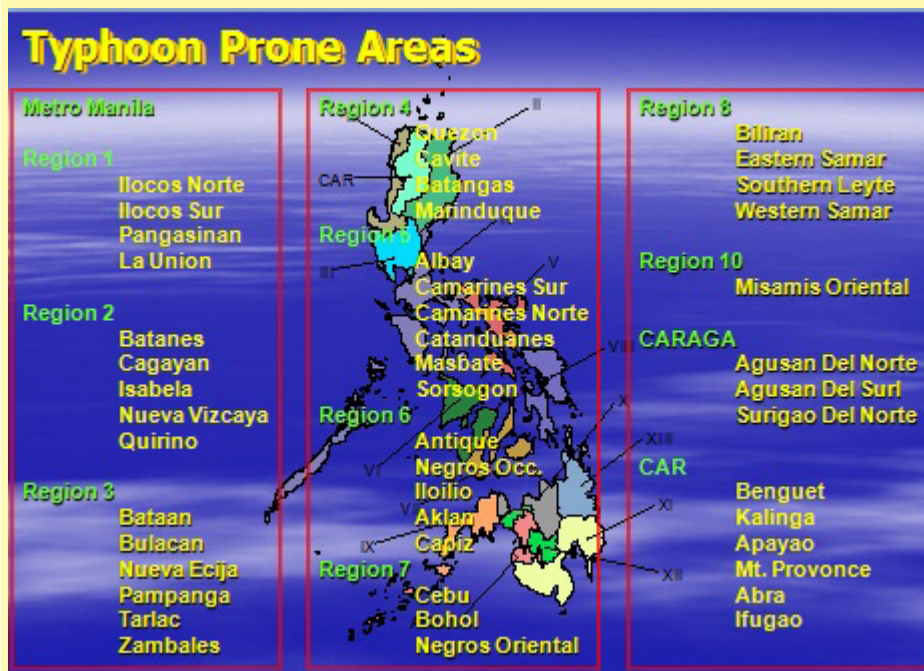 Typhoon Prone Areas
Metro Manila
Region 1
Ilocos Norte
Ilocos Sur
Pangasinan
La Union
Region 2
Batanes
Cagayan
Isabela
Nueva Vizcaya
Quirino
Region 3
Bataan
Bulacan
Nueva Ecija
Pampanga
Tarlac
Zambales
Region 4
Quezon
Cavite
Batangas
Marinduque
Region 5
Albay
Camarines Sur
Camarines Norte
Catanduanes
Masbate
Sorsogon
Region 6
Antique
Negros Occ.
Iloilio
Aklan
Capiz
Region 7
Cebu
Bohol
Negros Oriental
Region 8
Biliran
Eastern Samar
Southern Leyte
Western Samar
Region 10
Misamis Oriental
CARAGA
Agusan Del Norte
Agusan Del Surl
Surigao Del Norte
CAR
Benguet
Kalinga
Apayao
Mt. Provonce
Abra
Ifugao
II
CAR
III
V
VIII
X
VI
XIII
XI
IX
XII